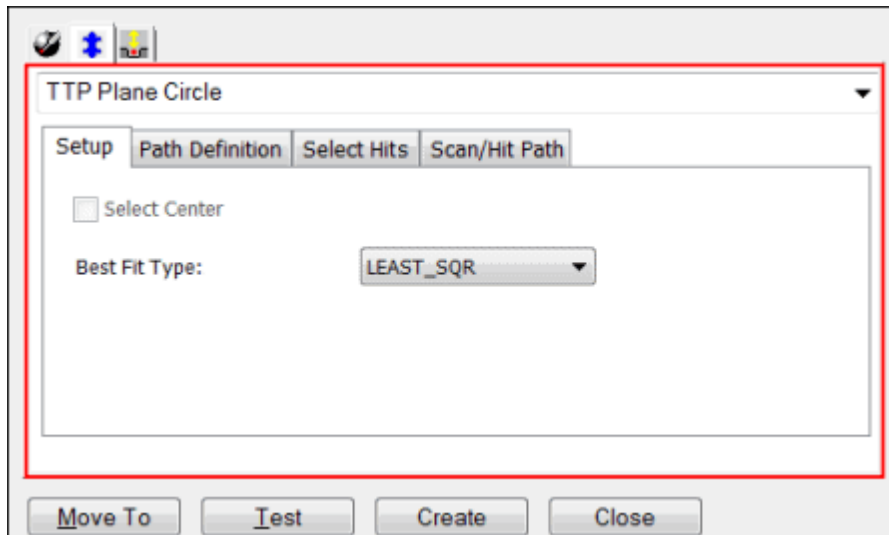 TTP Plane Circle
Setup Path Definition Select Hits Scan/Hit Path
Select Center
Best Fit Type: LEAST_SQR
Move To Test Create Close